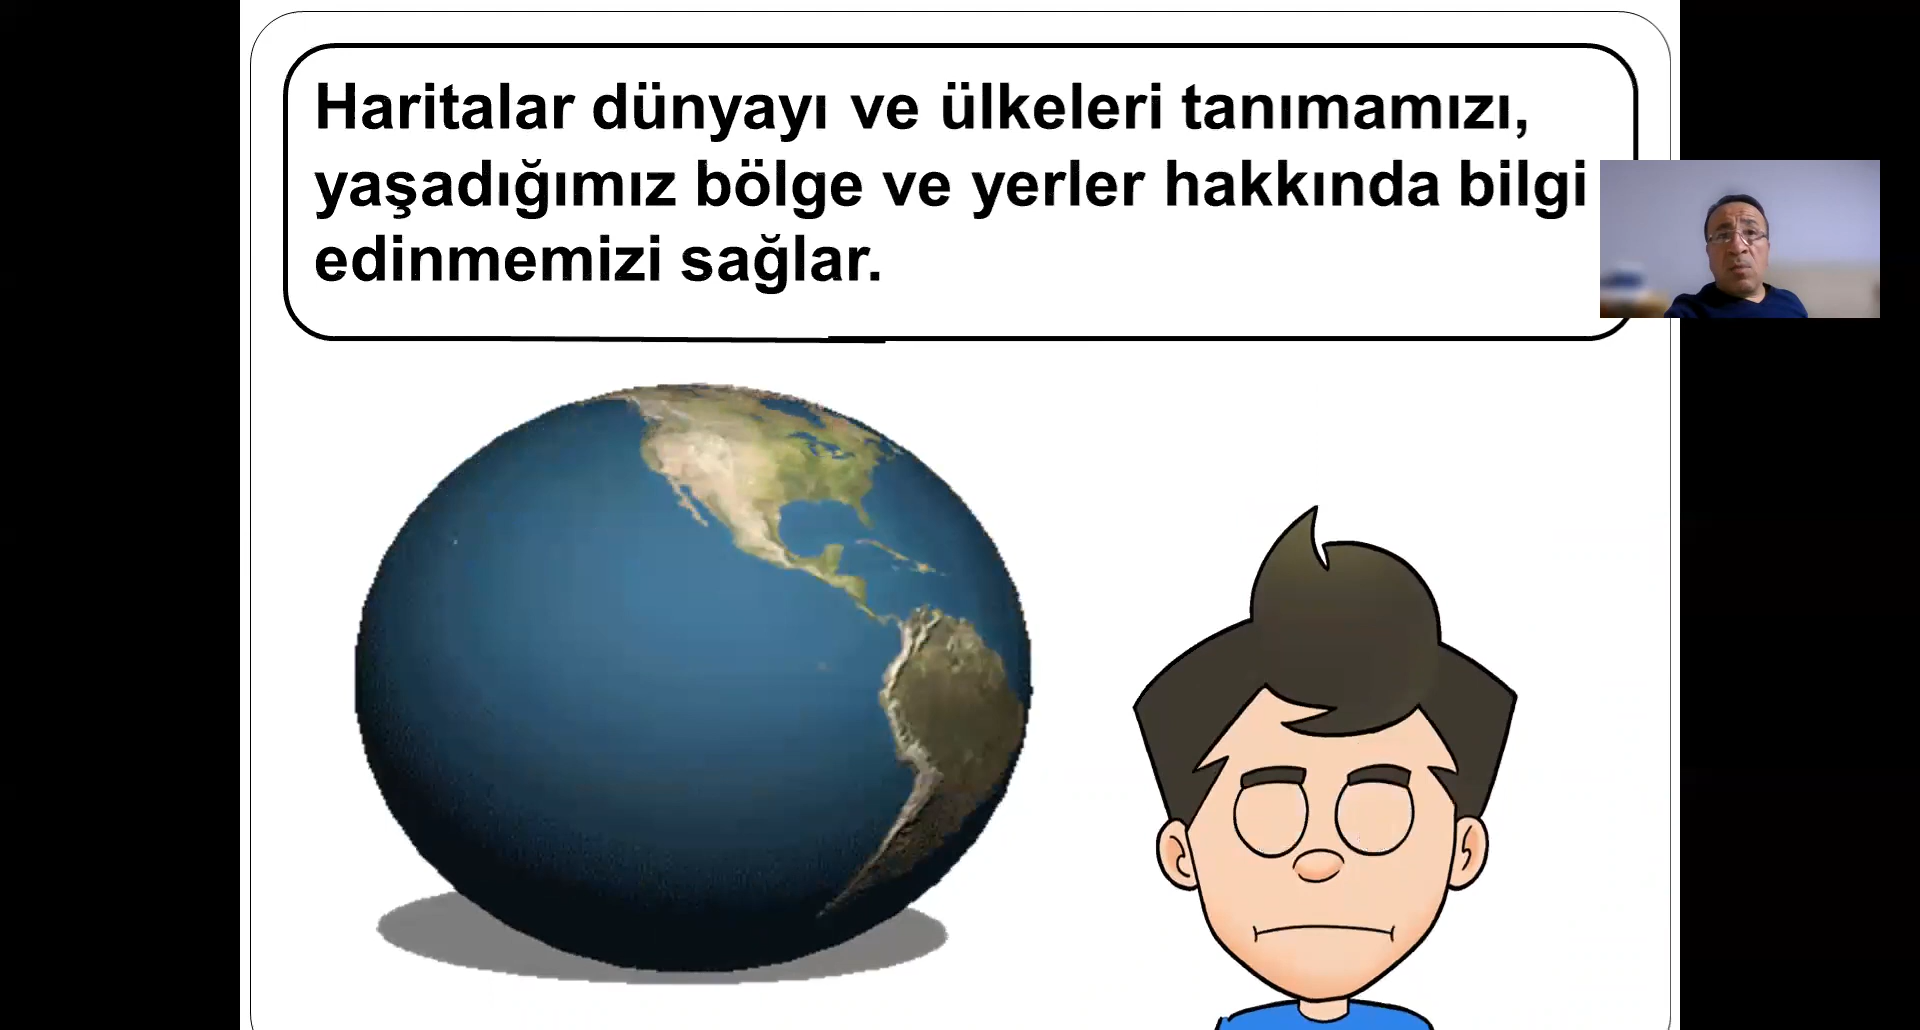 Haritalar dünyayı ve ülkeleri tanımamızı,
yaşadığımız bölge ve yerler hakkında bilgi
edinmemizi sağlar.